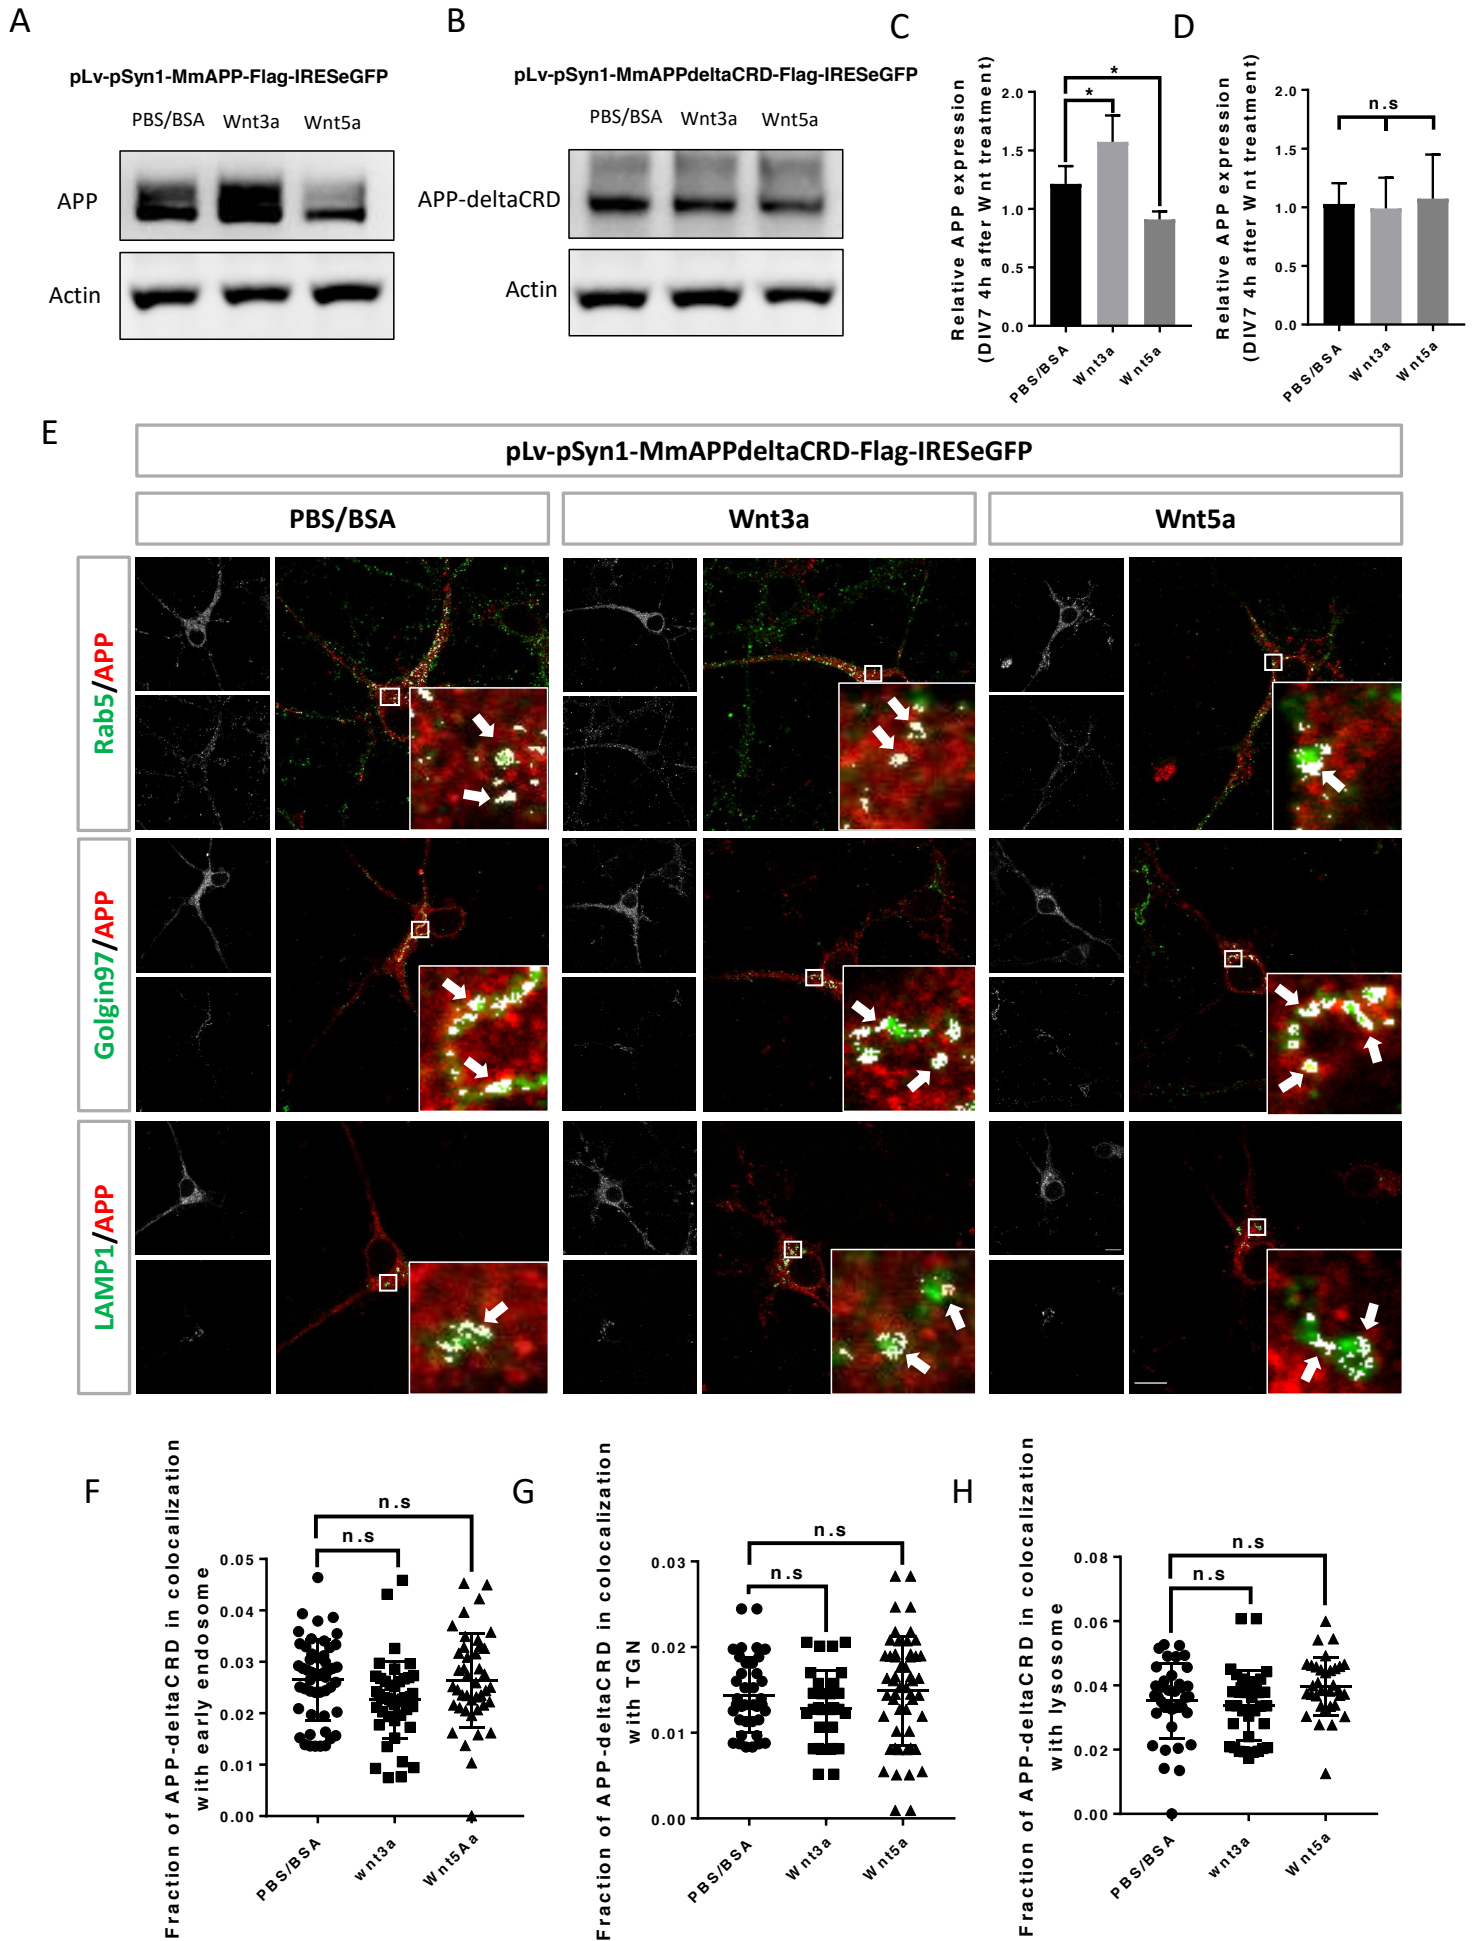 A
B
C
D
pLv-pSyn1-MmAPP-Flag-IRESeGFP
PBS/BSA Wnt3a Wnt5a
APP
Actin
pLv-pSyn1-MmAPPdeltaCRD-Flag-IRESeGFP
PBS/BSA Wnt3a Wnt5a
APP-deltaCRD
Actin
Relative APP expression
(DIV7 4h after Wnt treatment)
2.0
1.5
1.0
0.5
0.0
*
*
PBS/BSA
Wnt3a
Wnt5a
Relative APP expression
(DIV7 4h after Wnt treatment)
2.0
1.5
1.0
0.5
0.0
n.s
PBS/BSA
Wnt3a
Wnt5a
E
pLv-pSyn1-MmAPPdeltaCRD-Flag-IRESeGFP
PBS/BSA
Wnt3a
Wnt5a
Rab5/APP
Golgin97/APP
LAMP1/APP
F
Fraction of APP-deltaCRD in colocalization
with early endosome
0.05
0.04
0.03
0.02
0.01
0.00
n.s
n.s
PBS/BSA
wnt3a
Wnt5Aa
G
Fraction of APP-deltaCRD in colocalization
with TGN
0.03
0.02
0.01
0.00
n.s
n.s
PBS/BSA
Wnt3a
Wnt5a
H
Fraction of APP-deltaCRD in colocalization
with lysosome
0.08
0.06
0.04
0.02
0.00
n.s
n.s
PBS/BSA
wnt3a
Wnt5a